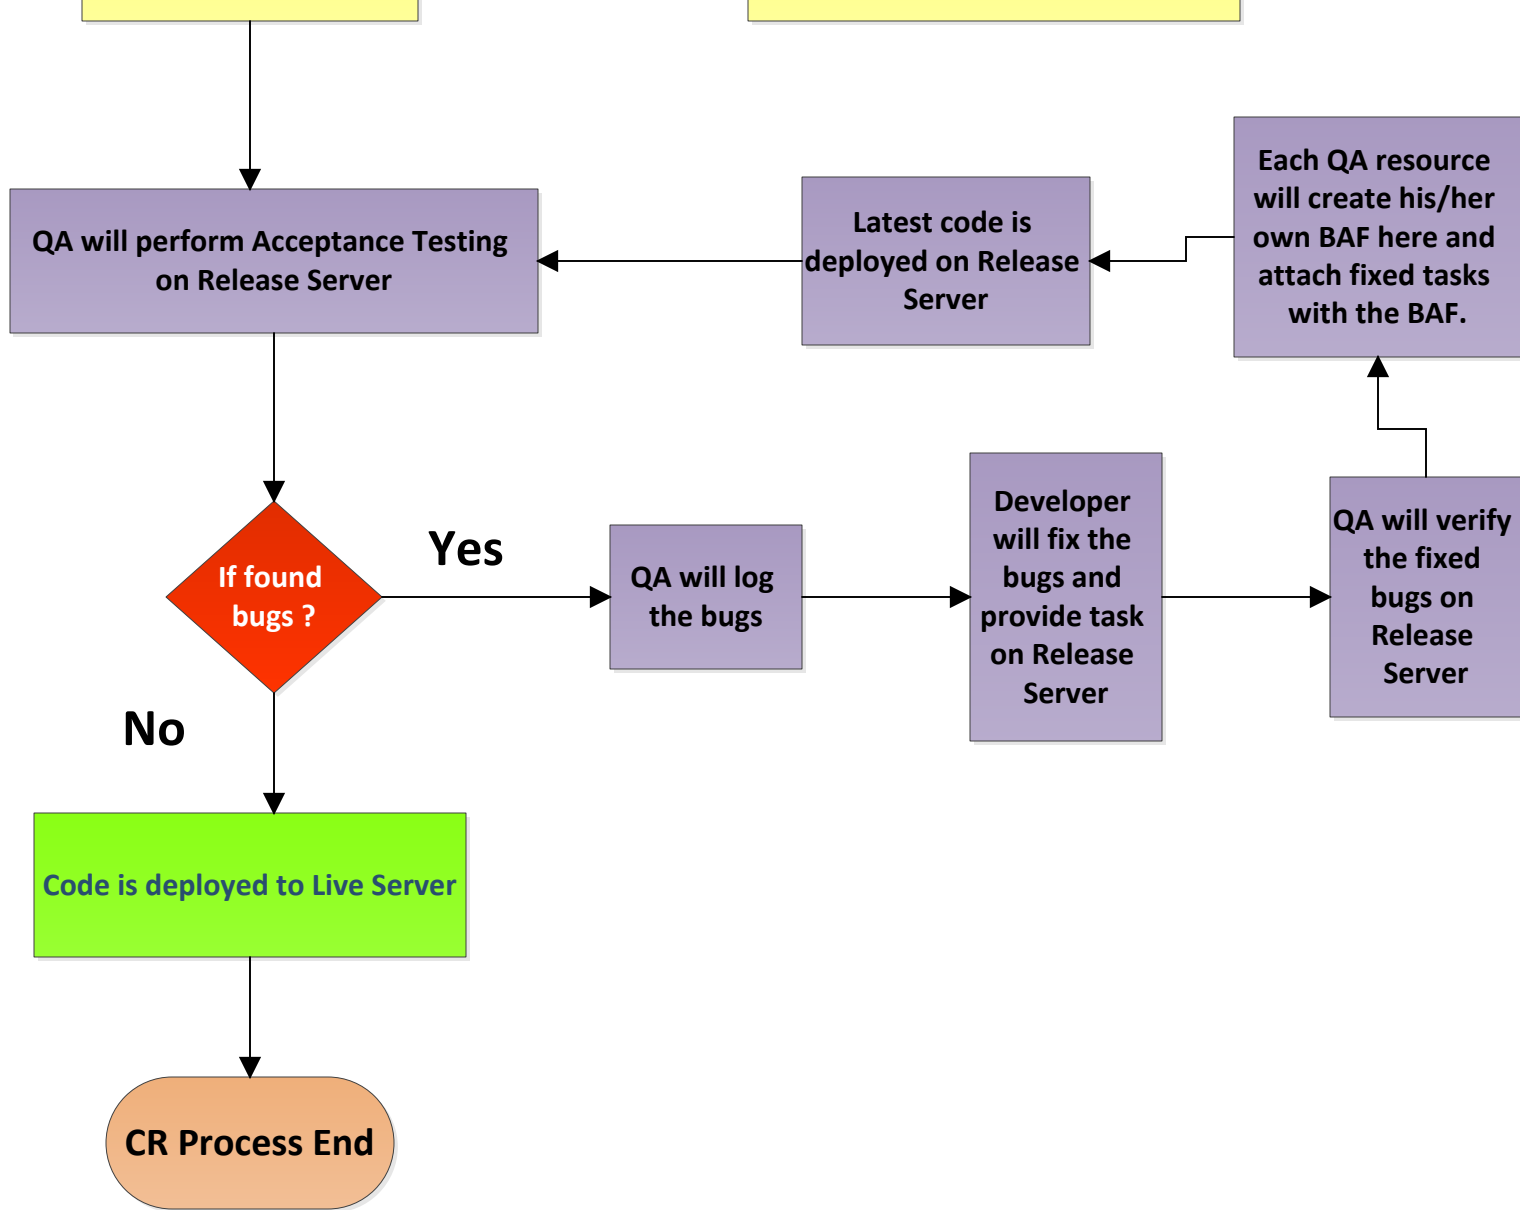 Each QA resource
will create his/her
own BAF here and
attach fixed tasks
with the BAF.
Latest code is
deployed on Release
Server
QA will perform Acceptance Testing
on Release Server
If found
bugs ?
Yes
QA will log
the bugs
Developer
will fix the
bugs and
provide task
on Release
Server
QA will verify
the fixed
bugs on
Release
Server
No
Code is deployed to Live Server
CR Process End